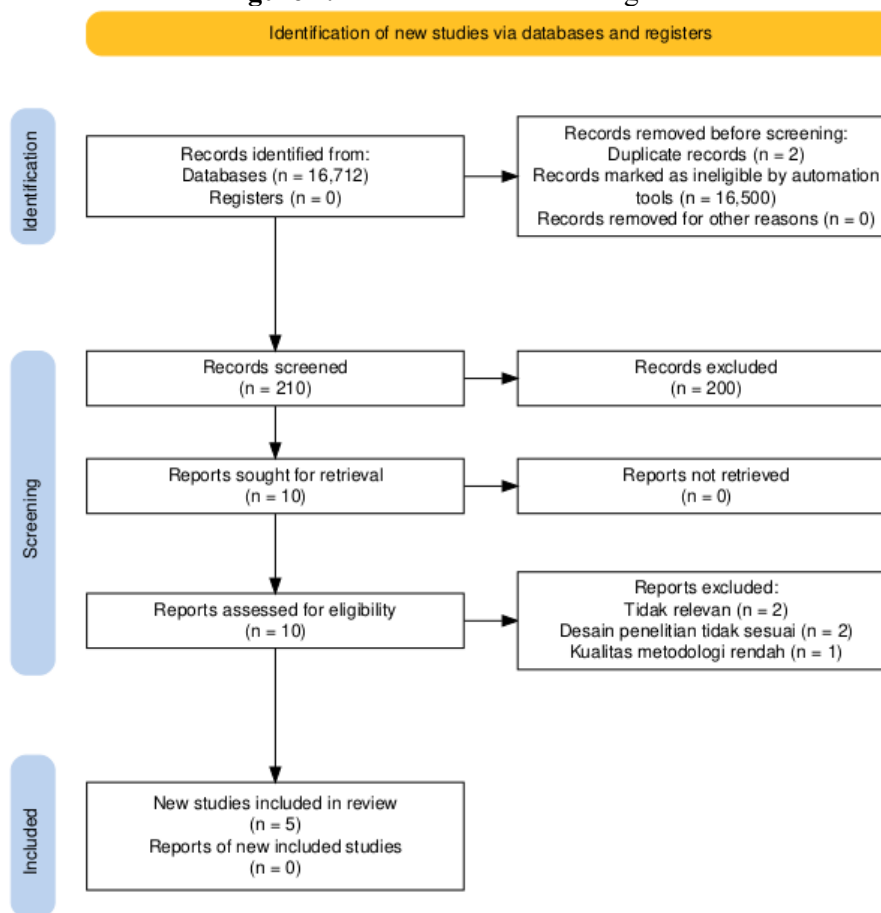 Identification of new studies via databases and registers
Identification
Records identified from:
Databases (n = 16,712)
Registers (n = 0)
Records removed before screening:
Duplicate records (n = 2)
Records marked as ineligible by automation
tools (n = 16,500)
Records removed for other reasons (n = 0)
Screening
Records screened
(n = 210)
Records excluded
(n = 200)
Reports sought for retrieval
(n = 10)
Reports not retrieved
(n = 0)
Reports assessed for eligibility
(n = 10)
Reports excluded:
Tidak relevan (n = 2)
Desain penelitian tidak sesuai (n = 2)
Kualitas metodologi rendah (n = 1)
Included
New studies included in review
(n = 5)
Reports of new included studies
(n = 0)